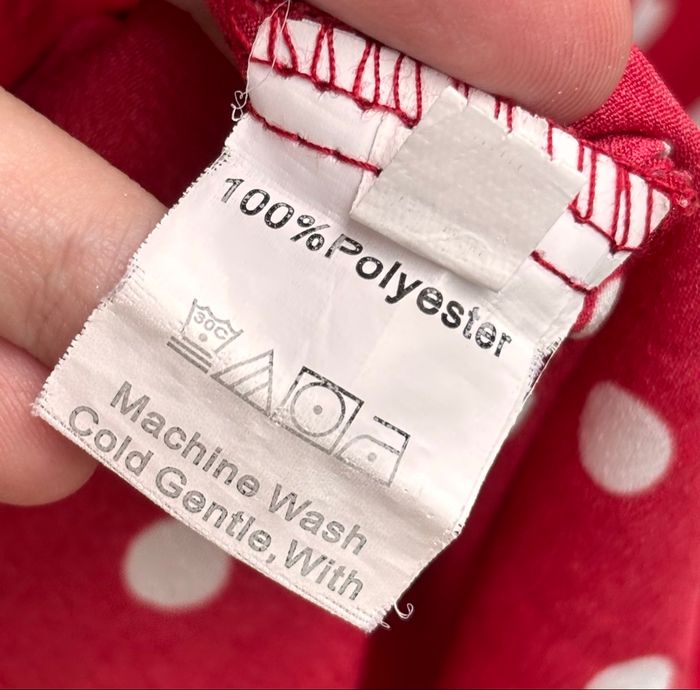 100%Polyester
30C
Machine Wash
Cold Gentle, With